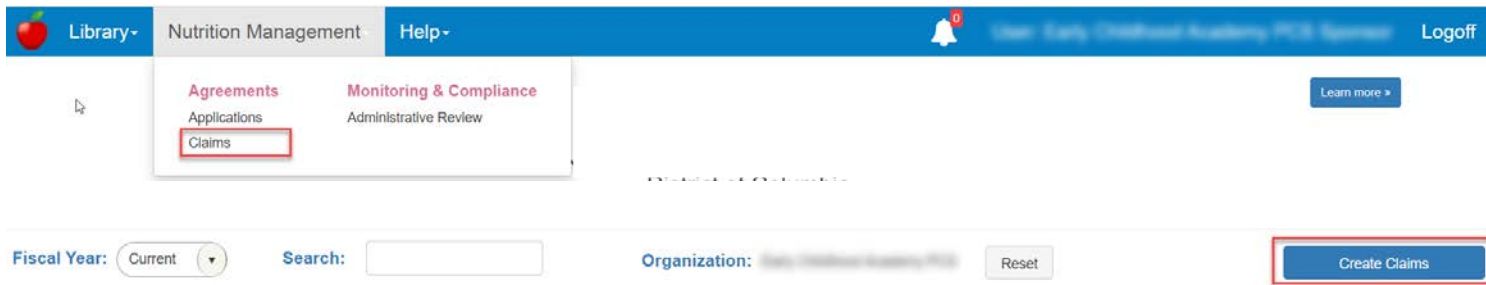 Library Nutrition Management Help 0 Logoff
Agreements Monitoring & Compliance
Learn more »
Applications Administrative Review
Claims
Fiscal Year: Current Search: Organization: Reset Create Claims